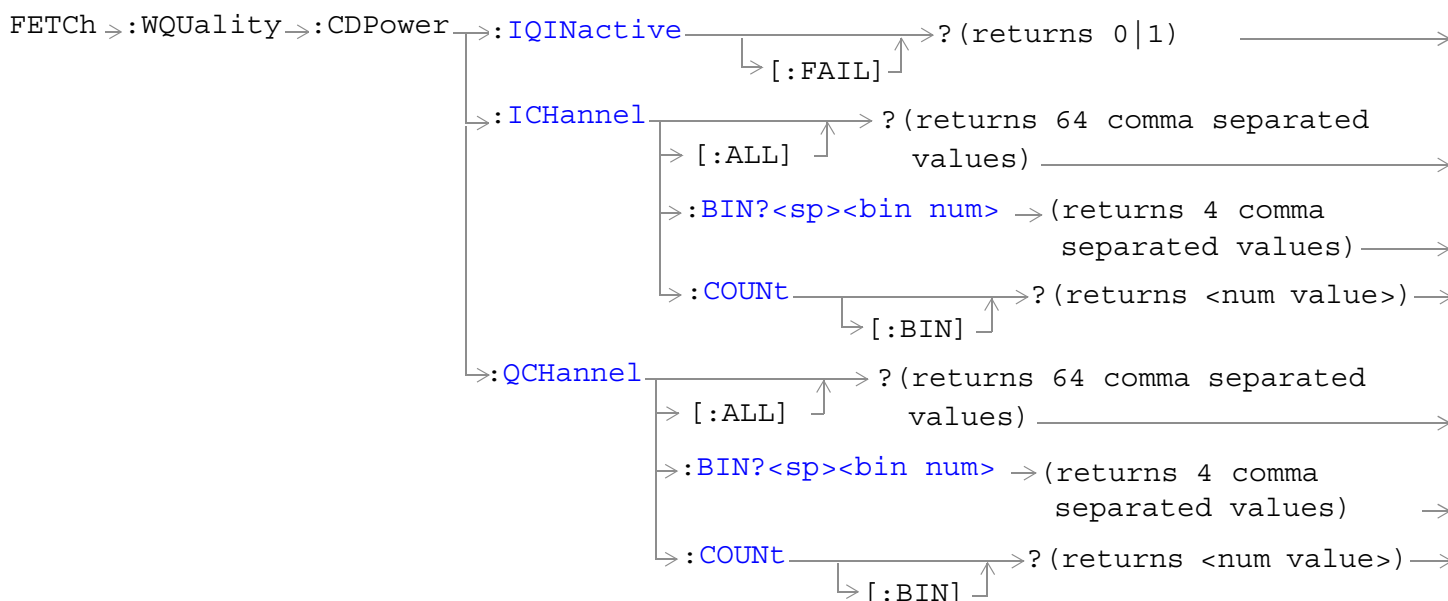 FETCh :WQUality :CDPower :IQINactive ?(returns 0|1)
[:FAIL]
:ICHannel ?(returns 64 comma separated
[:ALL] values)
:BIN?<sp><bin num> (returns 4 comma
separated values)
:COUNt ?(returns <num value>)
[:BIN]
:QCHannel ?(returns 64 comma separated
[:ALL] values)
:BIN?<sp><bin num> (returns 4 comma
separated values)
:COUNt ?(returns <num value>)
[:BIN]